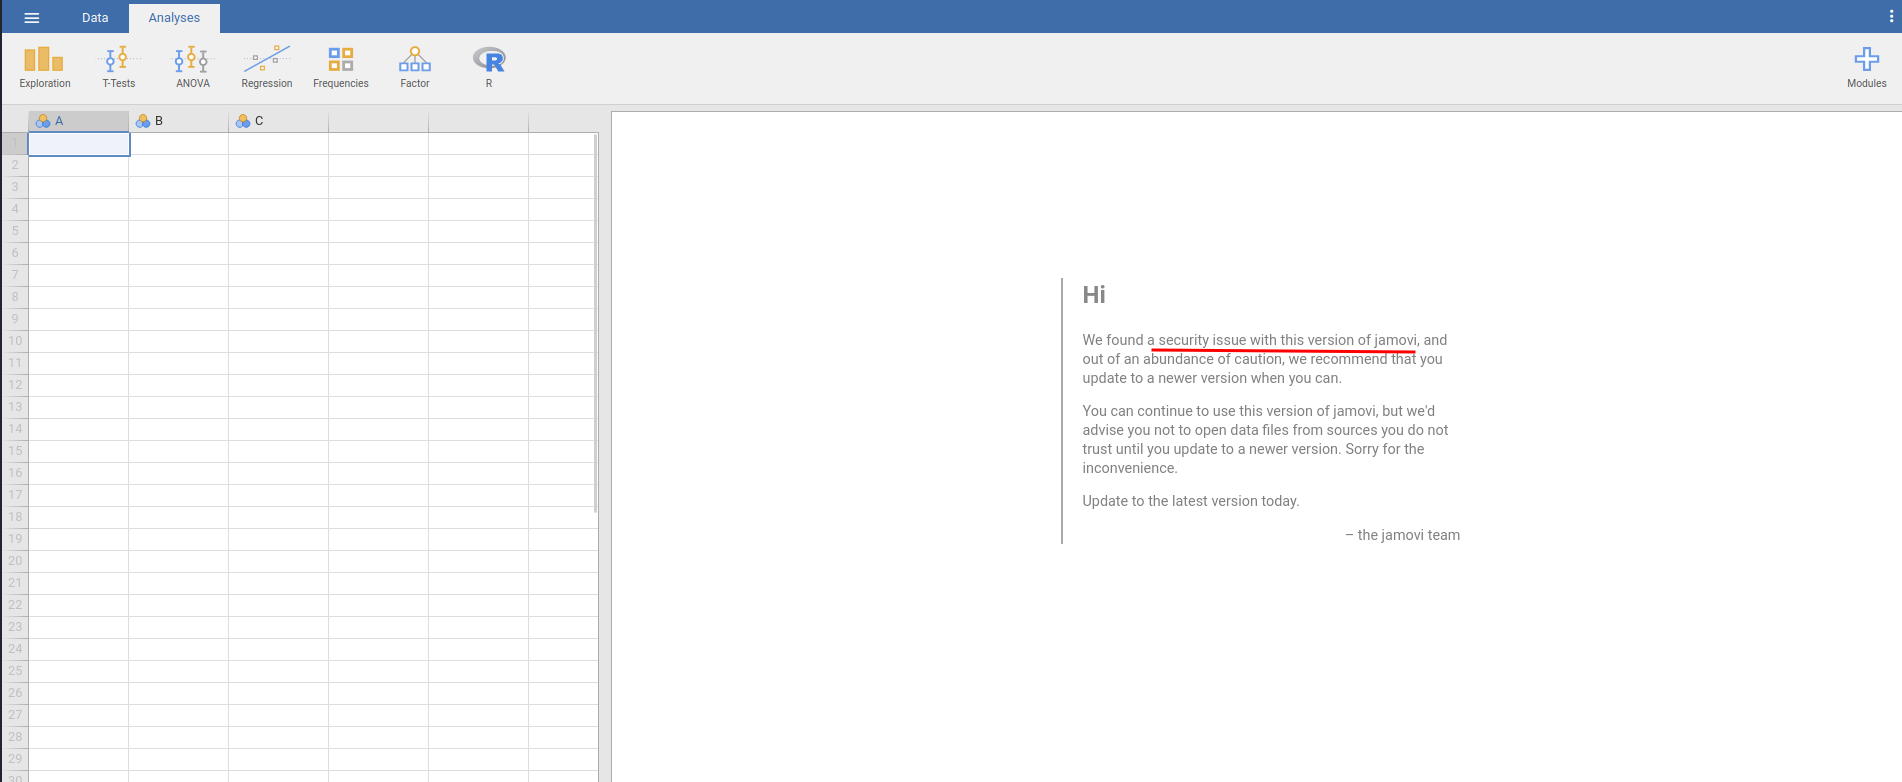 Data Analyses
Exploration T-Tests ANOVA Regression Frequencies Factor R Modules
A B C
1
2
3
4
5
6
7
8
9
10
11
12
13
14
15
16
17
18
19
20
21
22
23
24
25
26
27
28
29
30
Hi
We found a security issue with this version of jamovi, and
out of an abundance of caution, we recommend that you
update to a newer version when you can.
You can continue to use this version of jamovi, but we'd
advise you not to open data files from sources you do not
trust until you update to a newer version. Sorry for the
inconvenience.
Update to the latest version today.
– the jamovi team